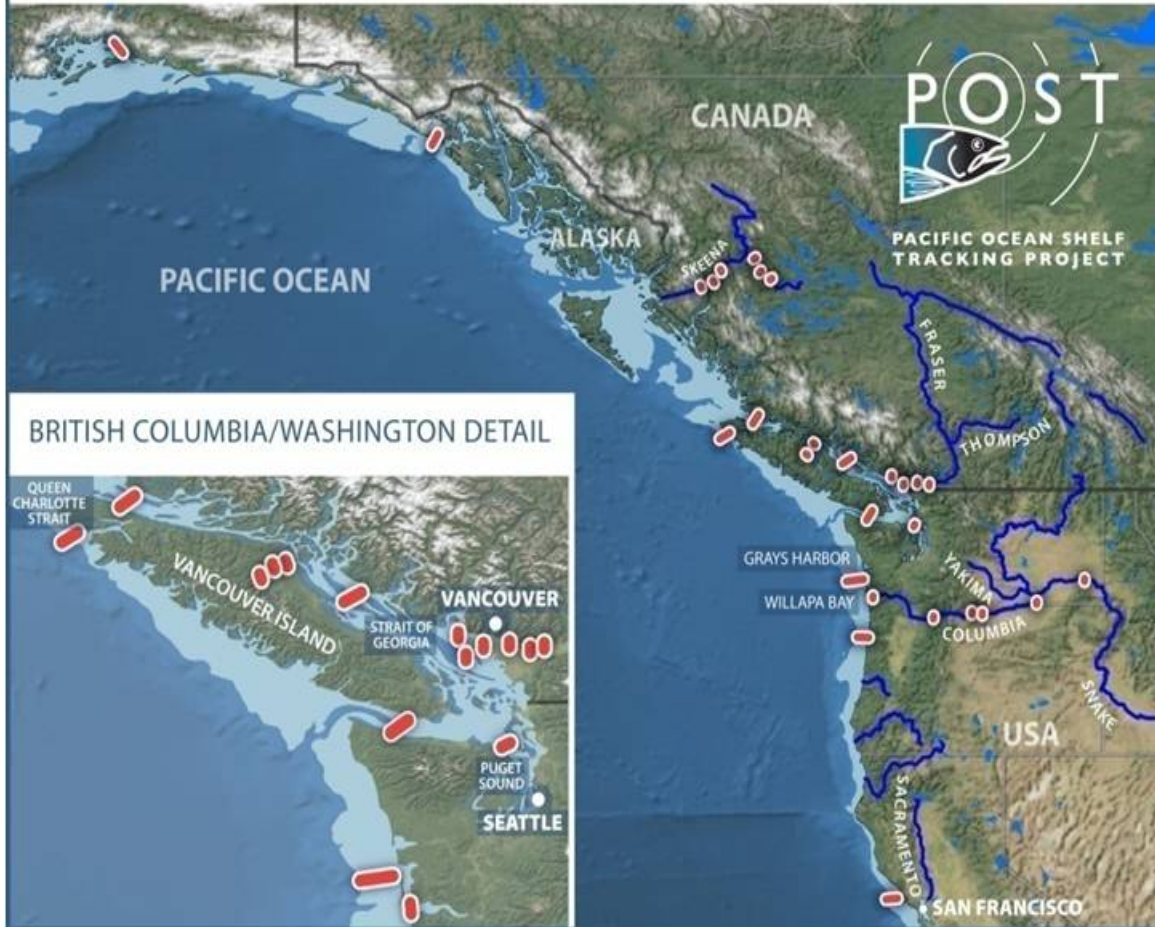 POST
PACIFIC OCEAN SHELF
TRACKING PROJECT
CANADA
ALASKA
PACIFIC OCEAN
SKEENA
FRASER
THOMPSON
GRAYS HARBOR
WILLAPA BAY
YAKIMA
COLUMBIA
SNAKE
USA
SACRAMENTO
SAN FRANCISCO
BRITISH COLUMBIA/WASHINGTON DETAIL
QUEEN
CHARLOTTE
STRAIT
VANCOUVER ISLAND
VANCOUVER
STRAIT OF
GEORGIA
PUGET
SOUND
SEATTLE